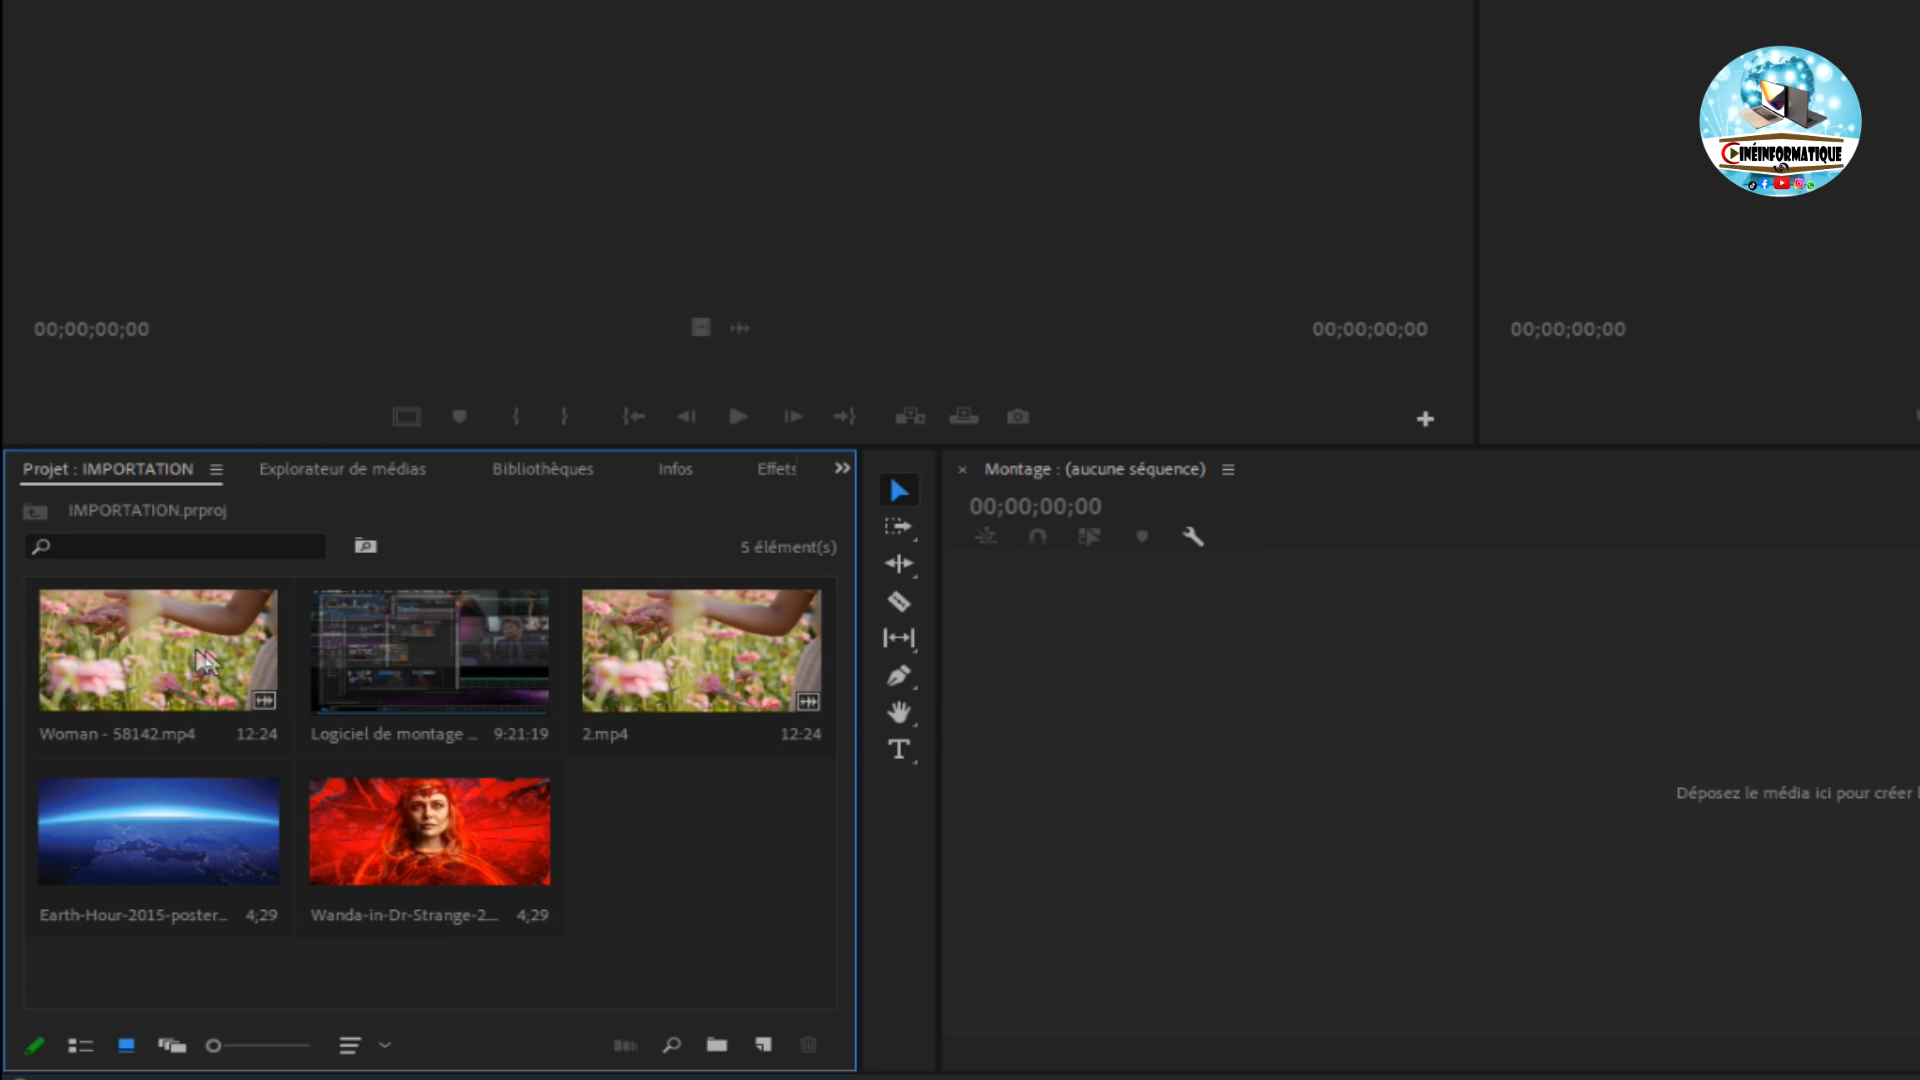 CINÉINFORMATIQUE
00;00;00;00
00;00;00;00
00;00;00;00
Projet : IMPORTATION
Explorateur de médias
Bibliothèques
Infos
Effets
IMPORTATION.prproj
5 élément(s)
Woman - 58142.mp4 12:24
Logiciel de montage ... 9:21:19
2.mp4 12:24
Earth-Hour-2015-poster... 4;29
Wanda-in-Dr-Strange-2... 4;29
T
× Montage : (aucune séquence)
00;00;00;00
Déposez le média ici pour créer l